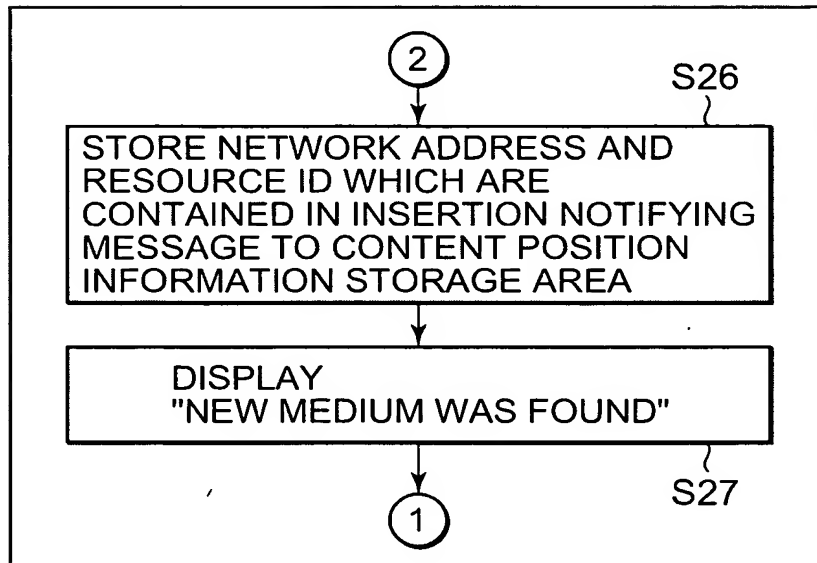 2
S26
STORE NETWORK ADDRESS AND
RESOURCE ID WHICH ARE
CONTAINED IN INSERTION NOTIFYING
MESSAGE TO CONTENT POSITION
INFORMATION STORAGE AREA
DISPLAY
"NEW MEDIUM WAS FOUND"
S27
1